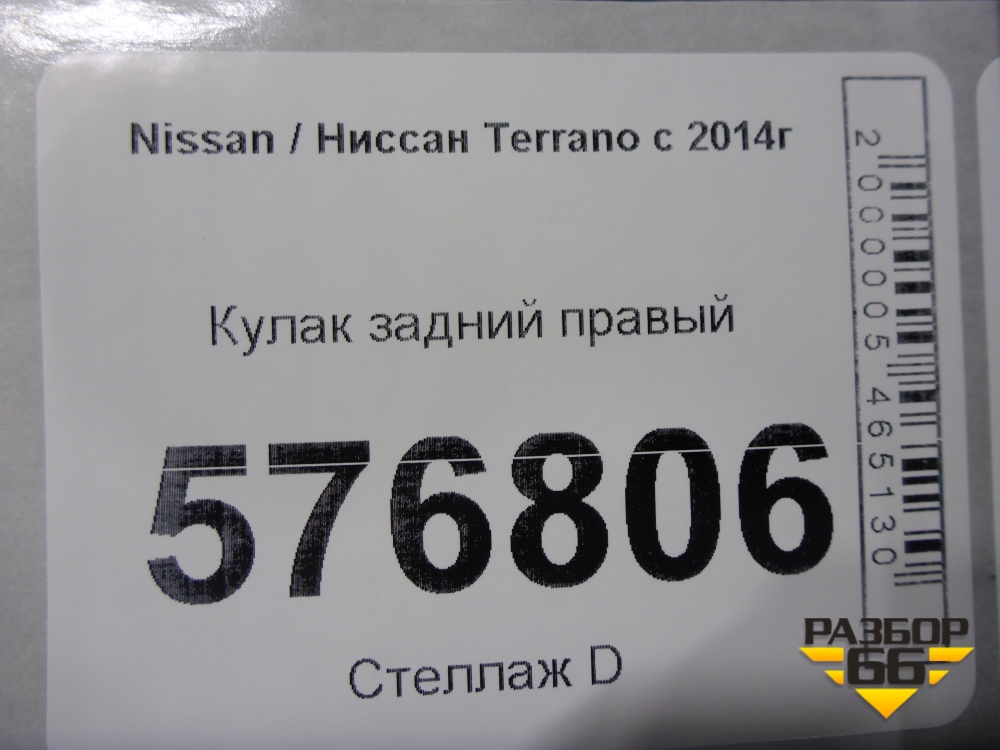 Nissan / Ниссан Terrano с 2014г
Кулак задний правый
576806
Стеллаж D
2000005465130
РАЗБОР
66